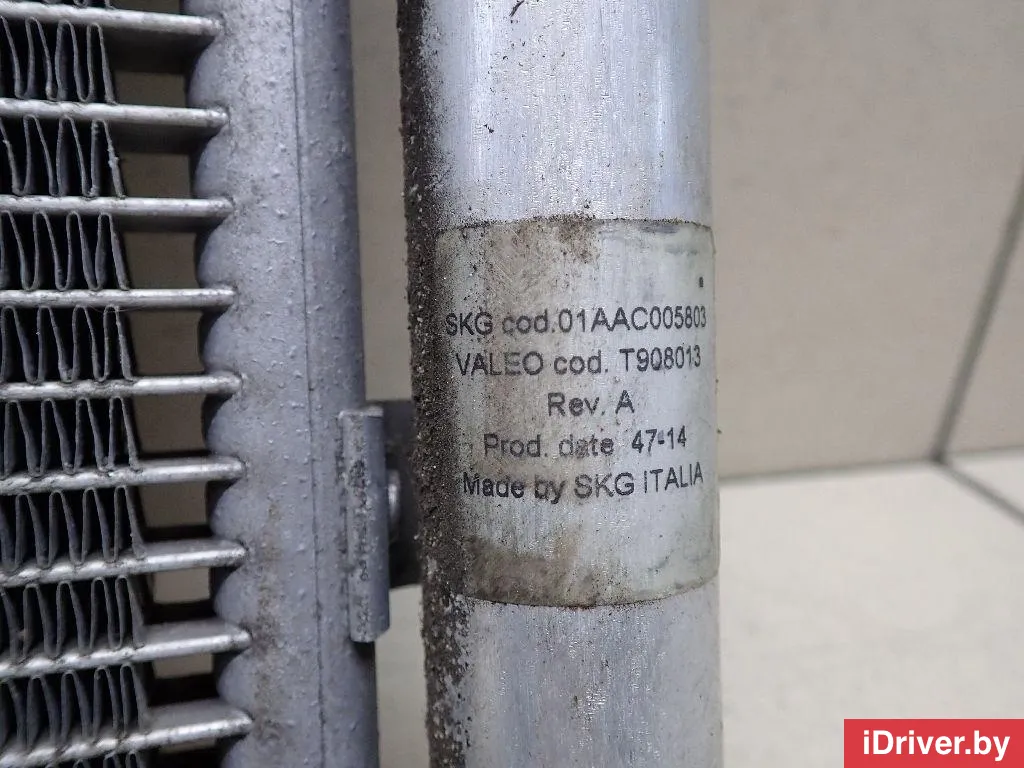 SKG cod.01AAC005803
VALEO cod. T908013
Rev. A
Prod. date 47-14
Made by SKG ITALIA
iDriver.by